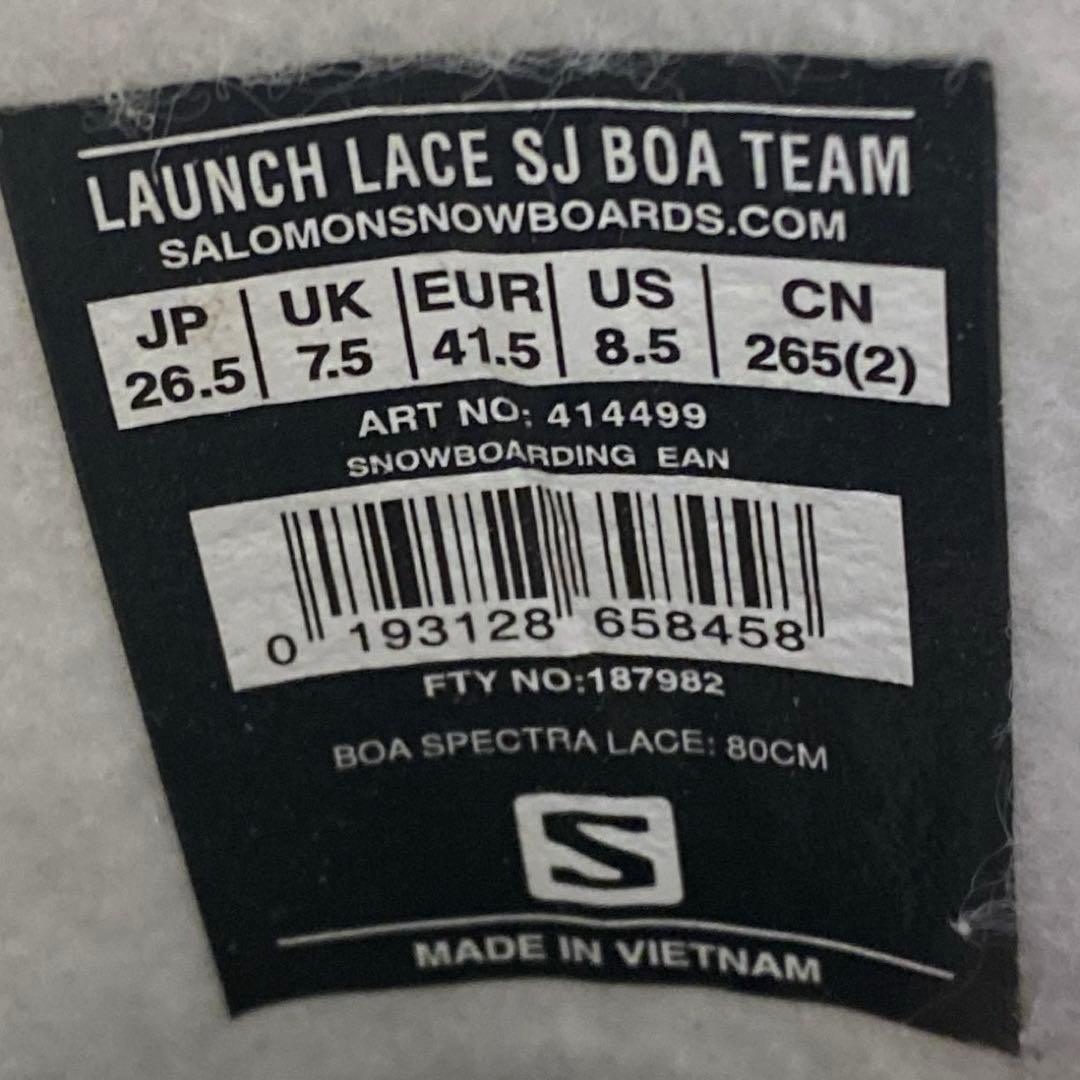 LAUNCH LACE SJ BOA TEAM
SALOMONSNOWBOARDS.COM
JP UK EUR US CN
26.5 7.5 41.5 8.5 265(2)
ART NO: 414499
SNOWBOARDING EAN
0 193128 658458
FTY NO:187982
BOA SPECTRA LACE: 80CM
S
MADE IN VIETNAM